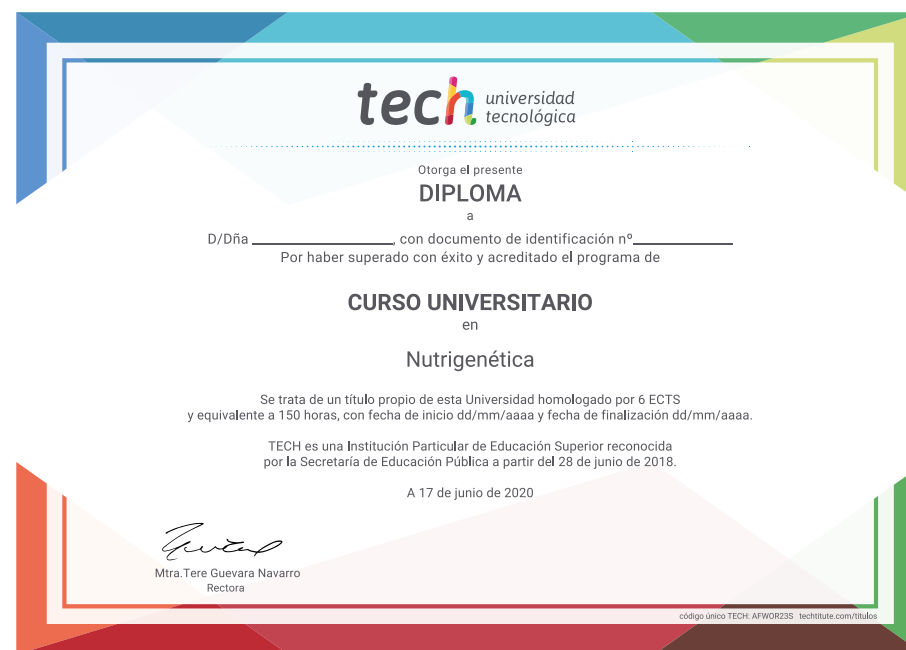 tech universidad
tecnológica
Otorga el presente
DIPLOMA
a
D/Dña ____________________, con documento de identificación nº______________
Por haber superado con éxito y acreditado el programa de
CURSO UNIVERSITARIO
en
Nutrigenética
Se trata de un título propio de esta Universidad homologado por 6 ECTS
y equivalente a 150 horas, con fecha de inicio dd/mm/aaaa y fecha de finalización dd/mm/aaaa.
TECH es una Institución Particular de Educación Superior reconocida
por la Secretaría de Educación Pública a partir del 28 de junio de 2018.
A 17 de junio de 2020
Mtra.Tere Guevara Navarro
Rectora
código único TECH: AFWOR23S techtitute.com/titulos